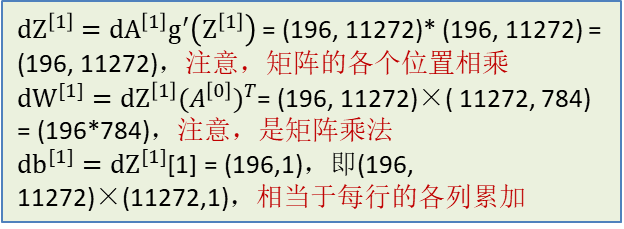 dZ^[1] = dA^[1]g′(Z^[1]) = (196, 11272)* (196, 11272) =
(196, 11272)，注意，矩阵的各个位置相乘
dW^[1] = dZ^[1](A^[0])^T= (196, 11272)×( 11272, 784)
= (196*784)，注意，是矩阵乘法
db^[1] = dZ^[1][1] = (196,1)，即(196,
11272)×(11272,1)，相当于每行的各列累加